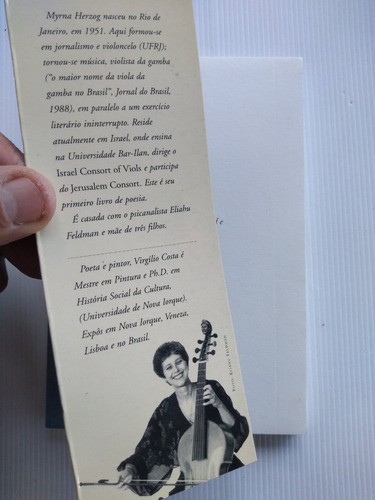 Myrna Herzog nasceu no Rio de
Janeiro, em 1951. Aqui formou-se
em jornalismo e violoncelo (UFRJ);
tornou-se música, violista da gamba
("o maior nome da viola da
gamba no Brasil", Jornal do Brasil,
1988), em paralelo a um exercício
literário ininterrupto. Reside
atualmente em Israel, onde ensina
na Universidade Bar-Ilan, dirige o
Israel Consort of Viols e participa
do Jerusalem Consort. Este é seu
primeiro livro de poesia.
É casada com o psicanalista Eliahu
Feldman e mãe de três filhos.
Poeta e pintor, Virgílio Costa é
Mestre em Pintura e Ph.D. em
História Social da Cultura,
(Universidade de Nova Iorque).
Expôs em Nova Iorque, Veneza,
Lisboa e no Brasil.